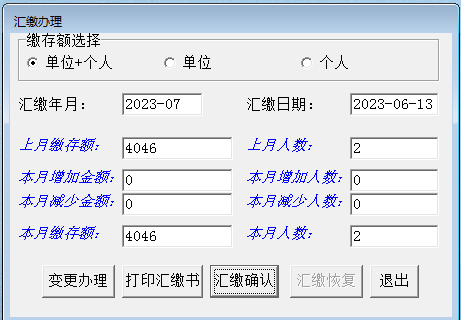 汇缴办理
缴存额选择
单位+个人 单位 个人
汇缴年月： 2023-07 汇缴日期： 2023-06-13
上月缴存额： 4046 上月人数： 2
本月增加金额： 0 本月增加人数： 0
本月减少金额： 0 本月减少人数： 0
本月缴存额： 4046 本月人数： 2
变更办理 打印汇缴书 汇缴确认 汇缴恢复 退出